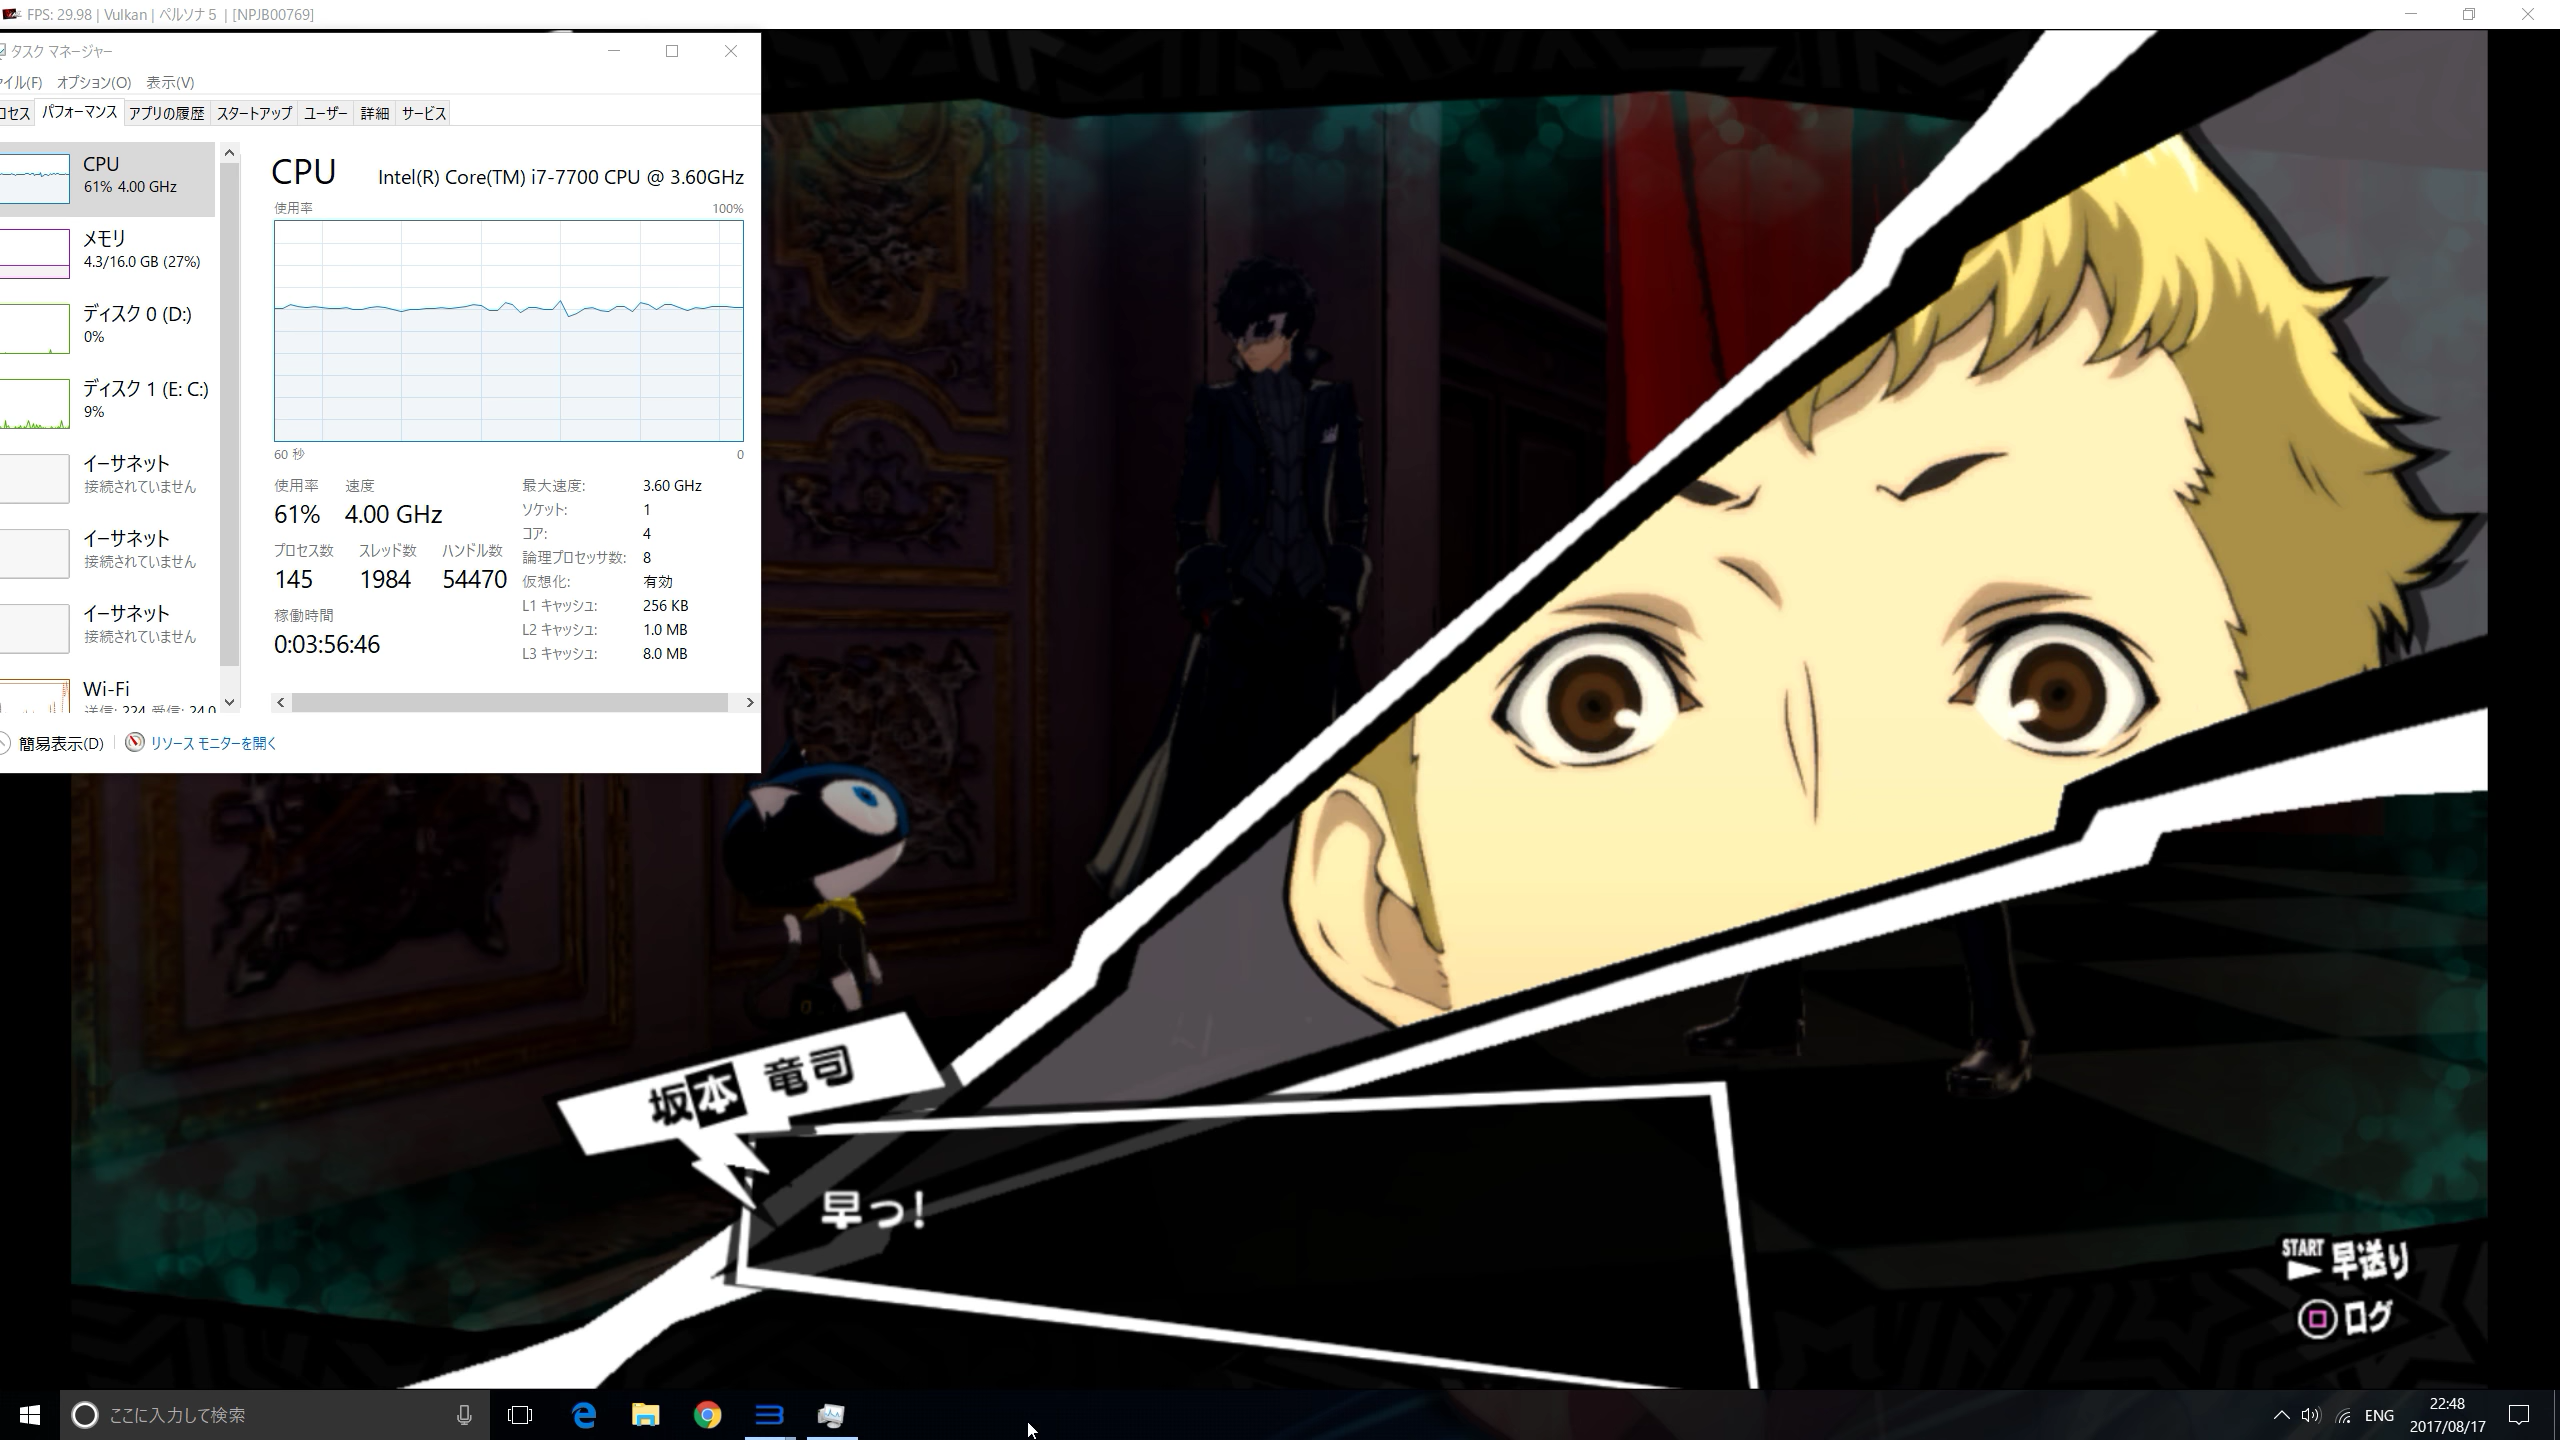 FPS: 29.98 | Vulkan | ペルソナ５ | [NPJB00769]
タスク マネージャー
イル(F) オプション(O) 表示(V)
ロセス パフォーマンス アプリの履歴 スタートアップ ユーザー 詳細 サービス
CPU
61% 4.00 GHz
メモリ
4.3/16.0 GB (27%)
ディスク 0 (D:)
0%
ディスク 1 (E: C:)
9%
イーサネット
接続されていません
イーサネット
接続されていません
イーサネット
接続されていません
Wi-Fi
送信: 224 受信: 24.0
CPU
Intel(R) Core(TM) i7-7700 CPU @ 3.60GHz
使用率 100%
60 秒 0
使用率 速度
61% 4.00 GHz
プロセス数 スレッド数 ハンドル数
145 1984 54470
稼働時間
0:03:56:46
最大速度: 3.60 GHz
ソケット: 1
コア: 4
論理プロセッサ数: 8
仮想化: 有効
L1 キャッシュ: 256 KB
L2 キャッシュ: 1.0 MB
L3 キャッシュ: 8.0 MB
簡易表示(D) リソース モニターを開く
坂本 竜司
早っ！
START 早送り
ログ
ここに入力して検索
ENG
22:48
2017/08/17